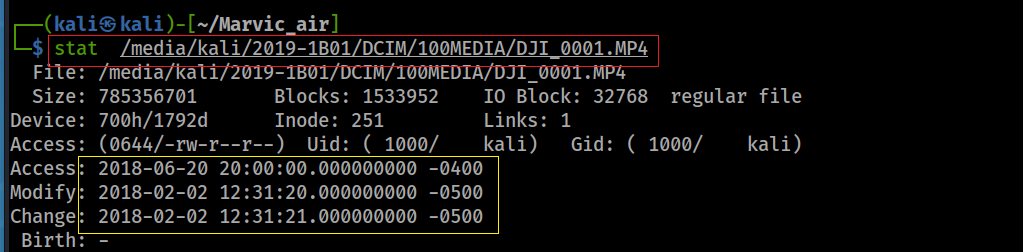 (kali㉿kali)-[~/Marvic_air]
$ stat /media/kali/2019-1B01/DCIM/100MEDIA/DJI_0001.MP4
File: /media/kali/2019-1B01/DCIM/100MEDIA/DJI_0001.MP4
Size: 785356701 Blocks: 1533952 IO Block: 32768 regular file
Device: 700h/1792d Inode: 251 Links: 1
Access: (0644/-rw-r--r--) Uid: ( 1000/ kali) Gid: ( 1000/ kali)
Access: 2018-06-20 20:00:00.000000000 -0400
Modify: 2018-02-02 12:31:20.000000000 -0500
Change: 2018-02-02 12:31:21.000000000 -0500
Birth: -